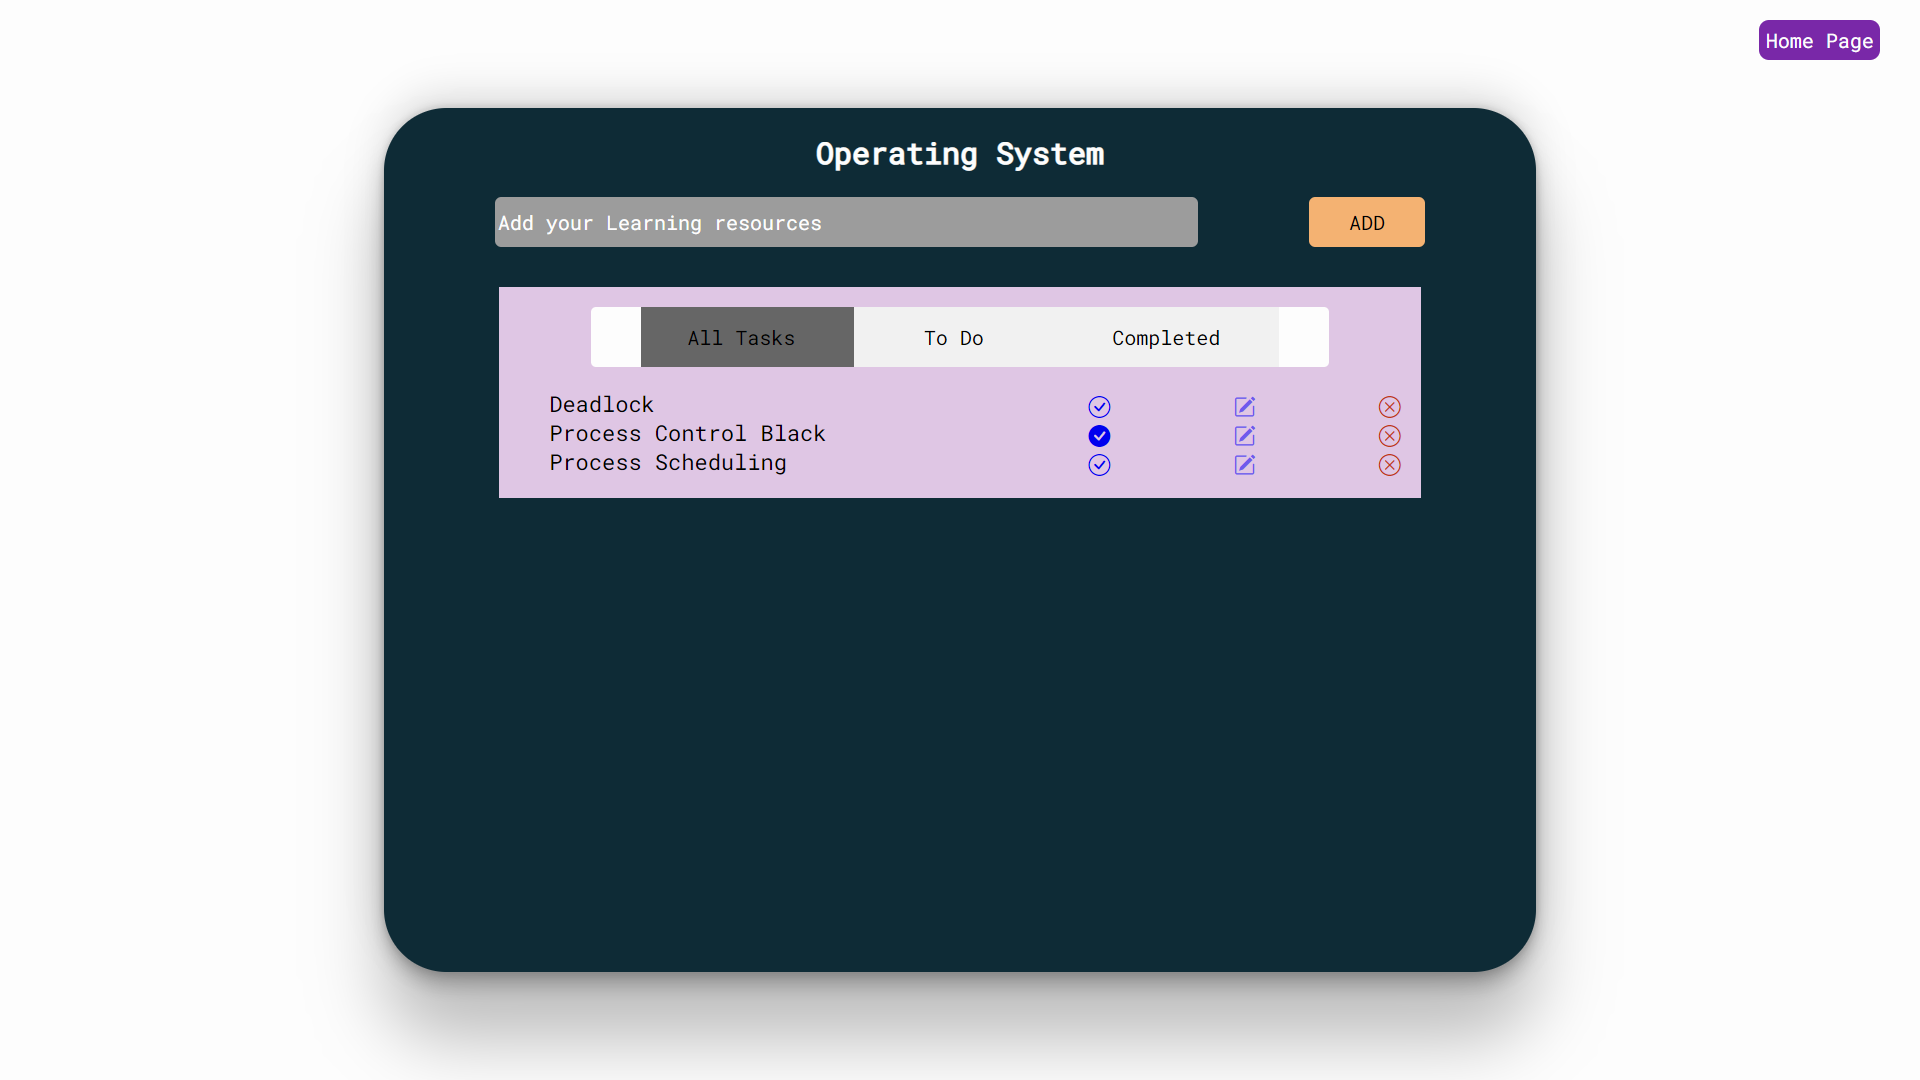 Home Page
Operating System
Add your Learning resources
ADD
All Tasks To Do Completed
Deadlock
Process Control Black
Process Scheduling